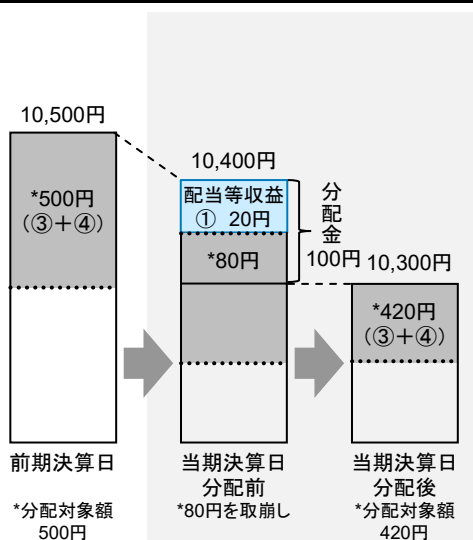 10,500円
*500円
（③＋④）
前期決算日
*分配対象額
500円
10,400円
配当等収益
① 20円
*80円
分配金
100円
当期決算日
分配前
*80円を取崩し
10,300円
*420円
（③＋④）
当期決算日
分配後
*分配対象額
420円